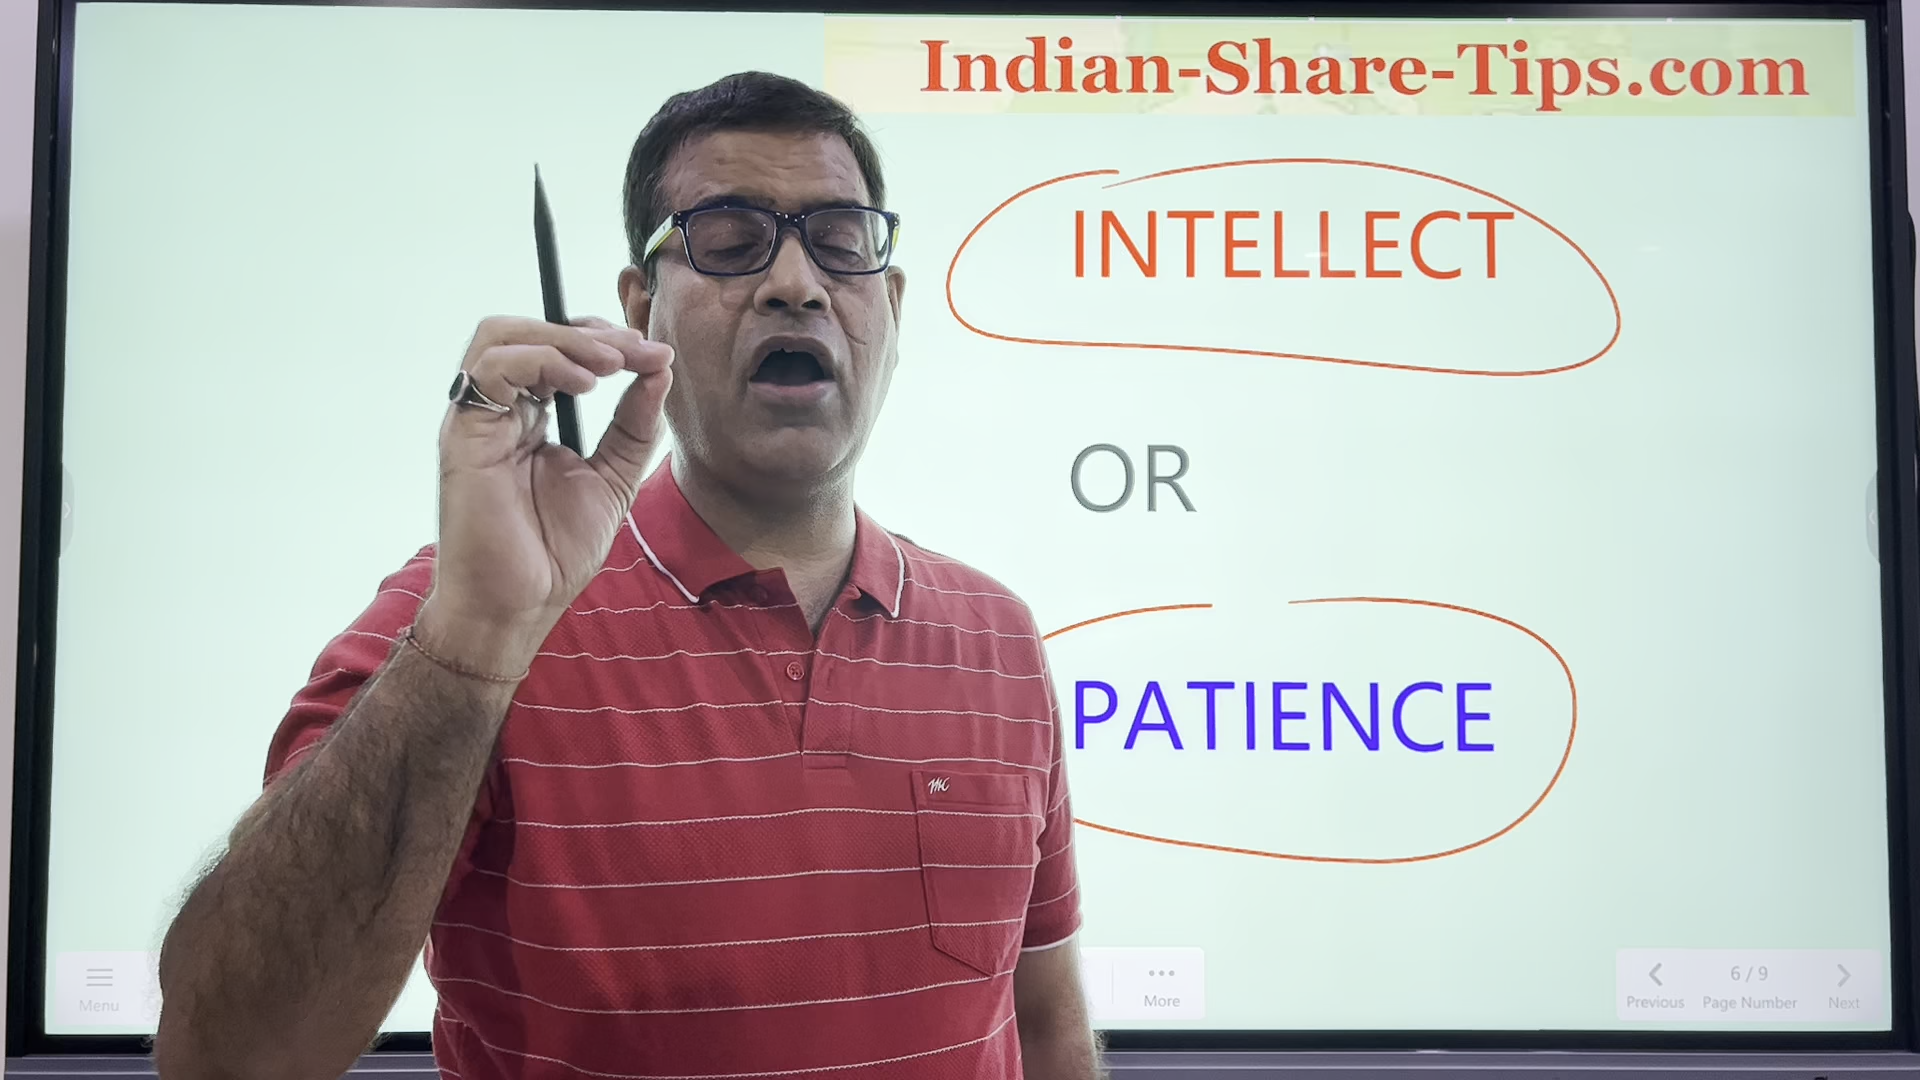 Indian-Share-Tips.com
INTELLECT
OR
PATIENCE
Menu
More
6 / 9
Previous
Page Number
Next